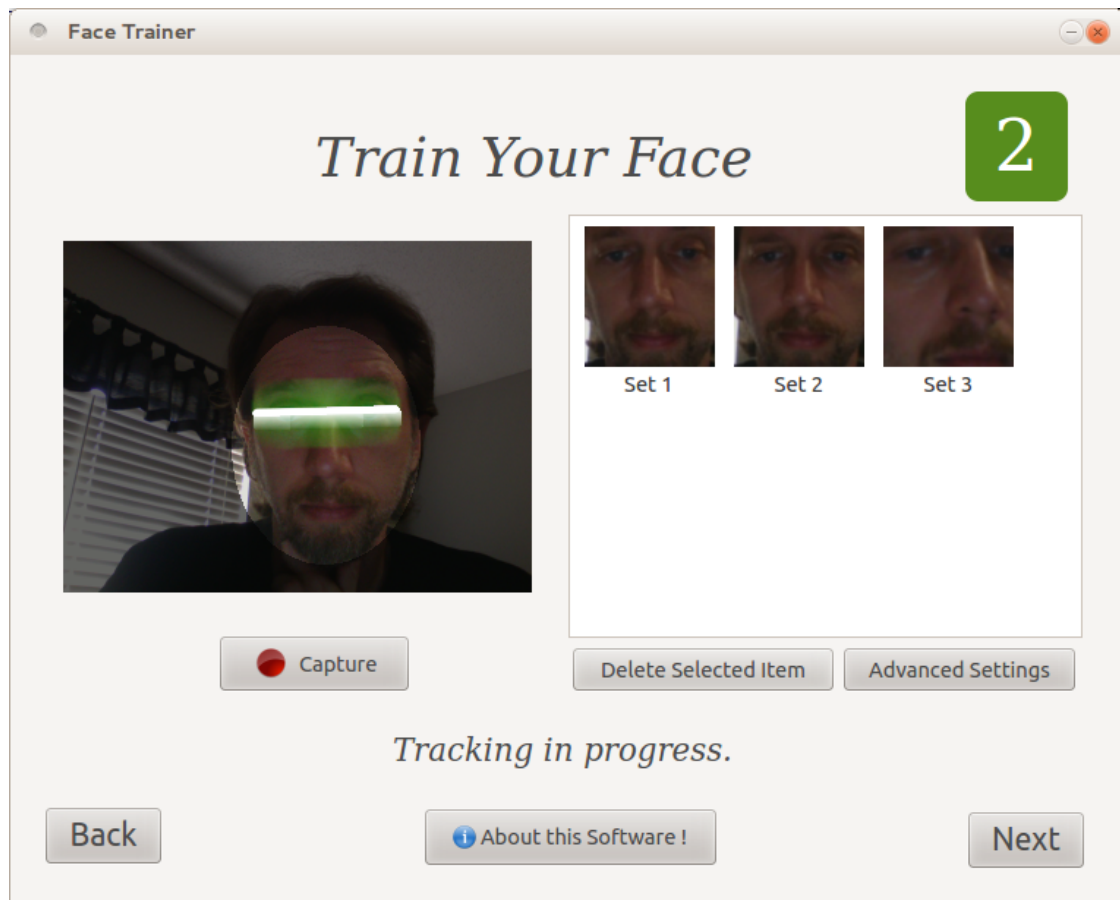 Face Trainer
Train Your Face
2
Set 1 Set 2 Set 3
Capture
Delete Selected Item Advanced Settings
Tracking in progress.
Back
About this Software !
Next